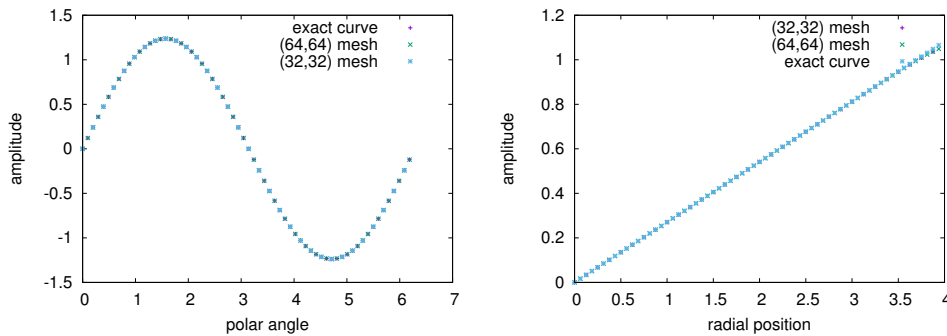 exact curve
(64,64) mesh
(32,32) mesh
1.5
1
0.5
0
-0.5
-1
-1.5
amplitude
0 1 2 3 4 5 6 7
polar angle
(32,32) mesh
(64,64) mesh
exact curve
1.2
1
0.8
0.6
0.4
0.2
0
amplitude
0 0.5 1 1.5 2 2.5 3 3.5 4
radial position